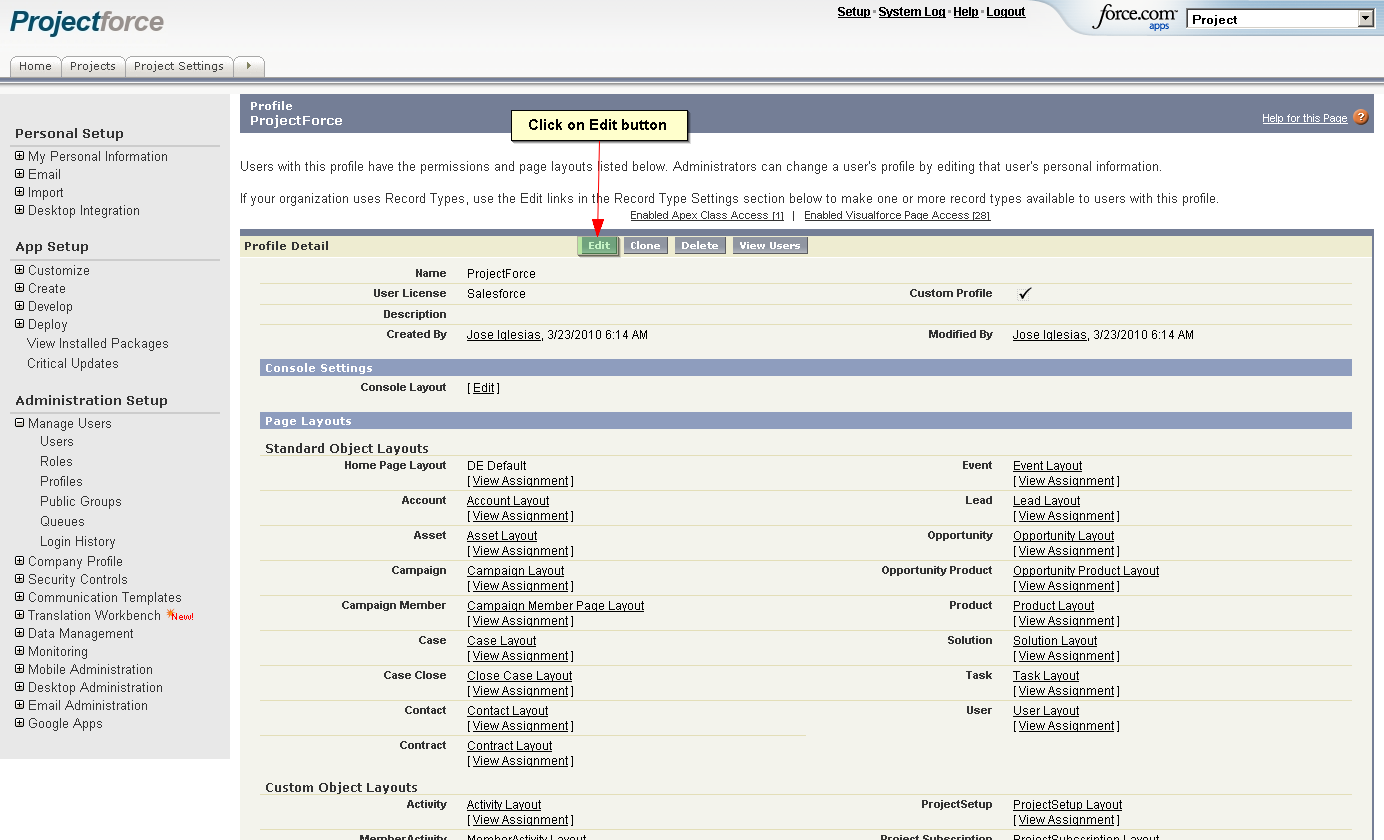 Projectforce
Setup · System Log · Help · Logout
force.com
apps
Project
Home
Projects
Project Settings
Personal Setup
My Personal Information
Email
Import
Desktop Integration
App Setup
Customize
Create
Develop
Deploy
View Installed Packages
Critical Updates
Administration Setup
Manage Users
Users
Roles
Profiles
Public Groups
Queues
Login History
Company Profile
Security Controls
Communication Templates
Translation Workbench New!
Data Management
Monitoring
Mobile Administration
Desktop Administration
Email Administration
Google Apps
Profile
ProjectForce
Click on Edit button
Help for this Page ?
Users with this profile have the permissions and page layouts listed below. Administrators can change a user's profile by editing that user's personal information.
If your organization uses Record Types, use the Edit links in the Record Type Settings section below to make one or more record types available to users with this profile.
Enabled Apex Class Access [1] | Enabled Visualforce Page Access [28]
Profile Detail Edit Clone Delete View Users
Name ProjectForce
User License Salesforce Custom Profile
Description
Created By Jose Iglesias, 3/23/2010 6:14 AM Modified By Jose Iglesias, 3/23/2010 6:14 AM
Console Settings
Console Layout [ Edit ]
Page Layouts
Standard Object Layouts
Home Page Layout DE Default Event Event Layout
[ View Assignment ] [ View Assignment ]
Account Account Layout Lead Lead Layout
[ View Assignment ] [ View Assignment ]
Asset Asset Layout Opportunity Opportunity Layout
[ View Assignment ] [ View Assignment ]
Campaign Campaign Layout Opportunity Product Opportunity Product Layout
[ View Assignment ] [ View Assignment ]
Campaign Member Campaign Member Page Layout Product Product Layout
[ View Assignment ] [ View Assignment ]
Case Case Layout Solution Solution Layout
[ View Assignment ] [ View Assignment ]
Case Close Close Case Layout Task Task Layout
[ View Assignment ] [ View Assignment ]
Contact Contact Layout User User Layout
[ View Assignment ] [ View Assignment ]
Contract Contract Layout
[ View Assignment ]
Custom Object Layouts
Activity Activity Layout ProjectSetup ProjectSetup Layout
[ View Assignment ] [ View Assignment ]
MemberActivity MemberActivity Layout Project Subscription ProjectSubscription Layout